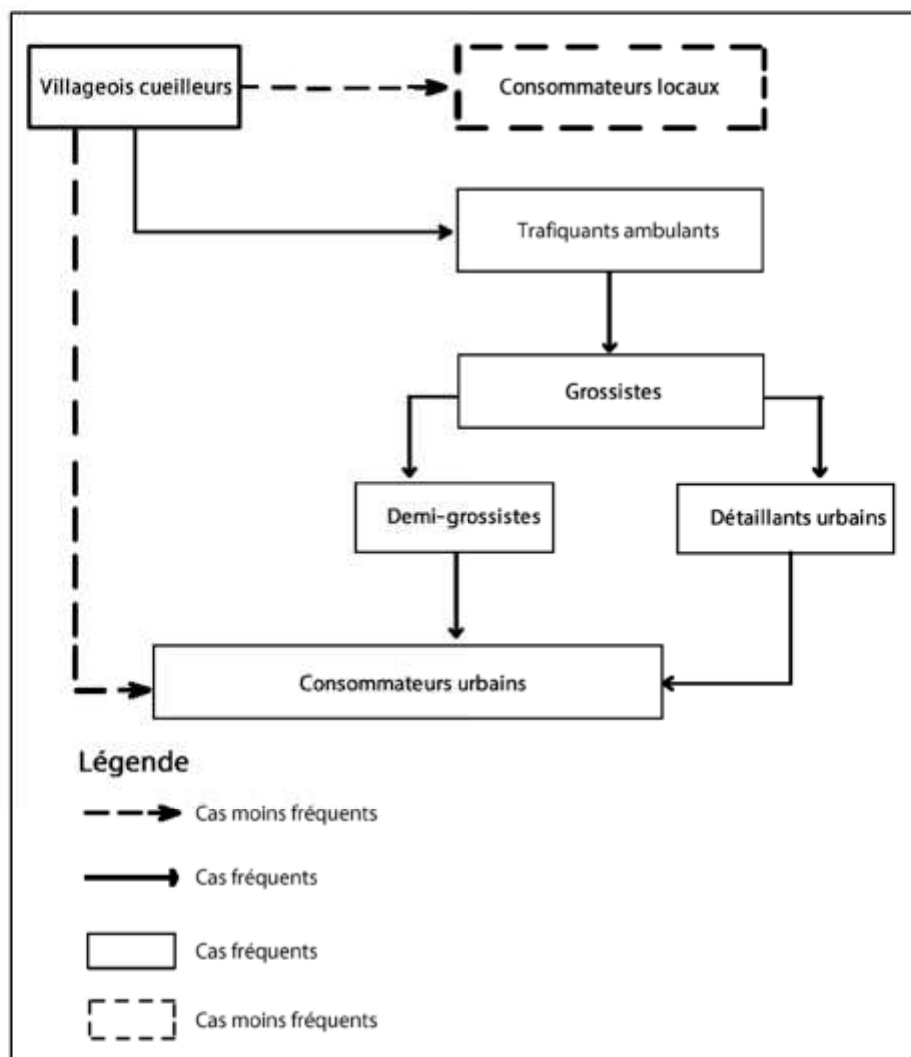 Villageois cueilleurs
Consommateurs locaux
Trafiquants ambulants
Grossistes
Demi-grossistes
Détaillants urbains
Consommateurs urbains
Légende
Cas moins fréquents
Cas fréquents
Cas fréquents
Cas moins fréquents